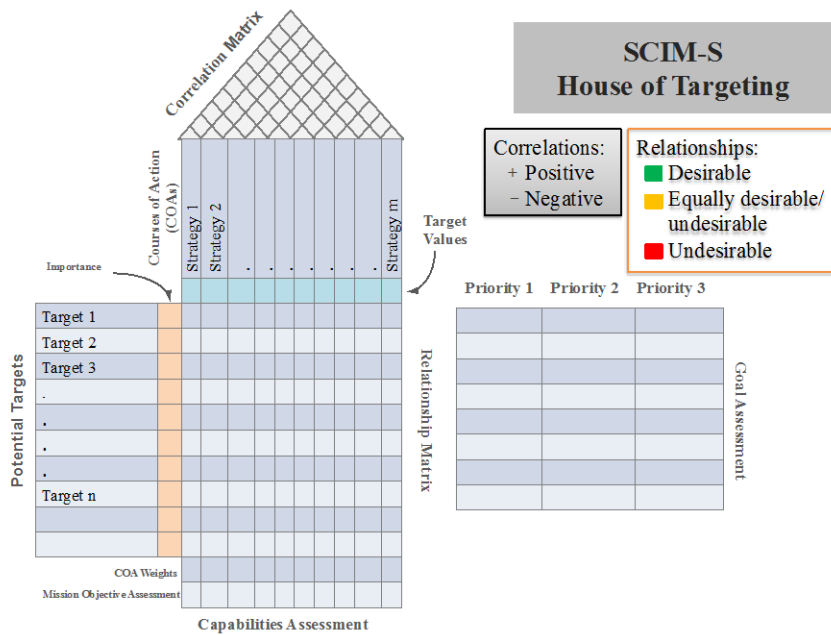 SCIM-S
House of Targeting
Correlation Matrix
Correlations:
+ Positive
− Negative
Relationships:
Desirable
Equally desirable/
undesirable
Undesirable
Courses of Action
(COAs)
Strategy 1
Strategy 2
. . . . . .
Strategy m
Target
Values
Importance
Priority 1 Priority 2 Priority 3
Potential Targets
Target 1
Target 2
Target 3
.
.
.
.
Target n
Relationship Matrix
Goal Assessment
COA Weights
Mission Objective Assessment
Capabilities Assessment